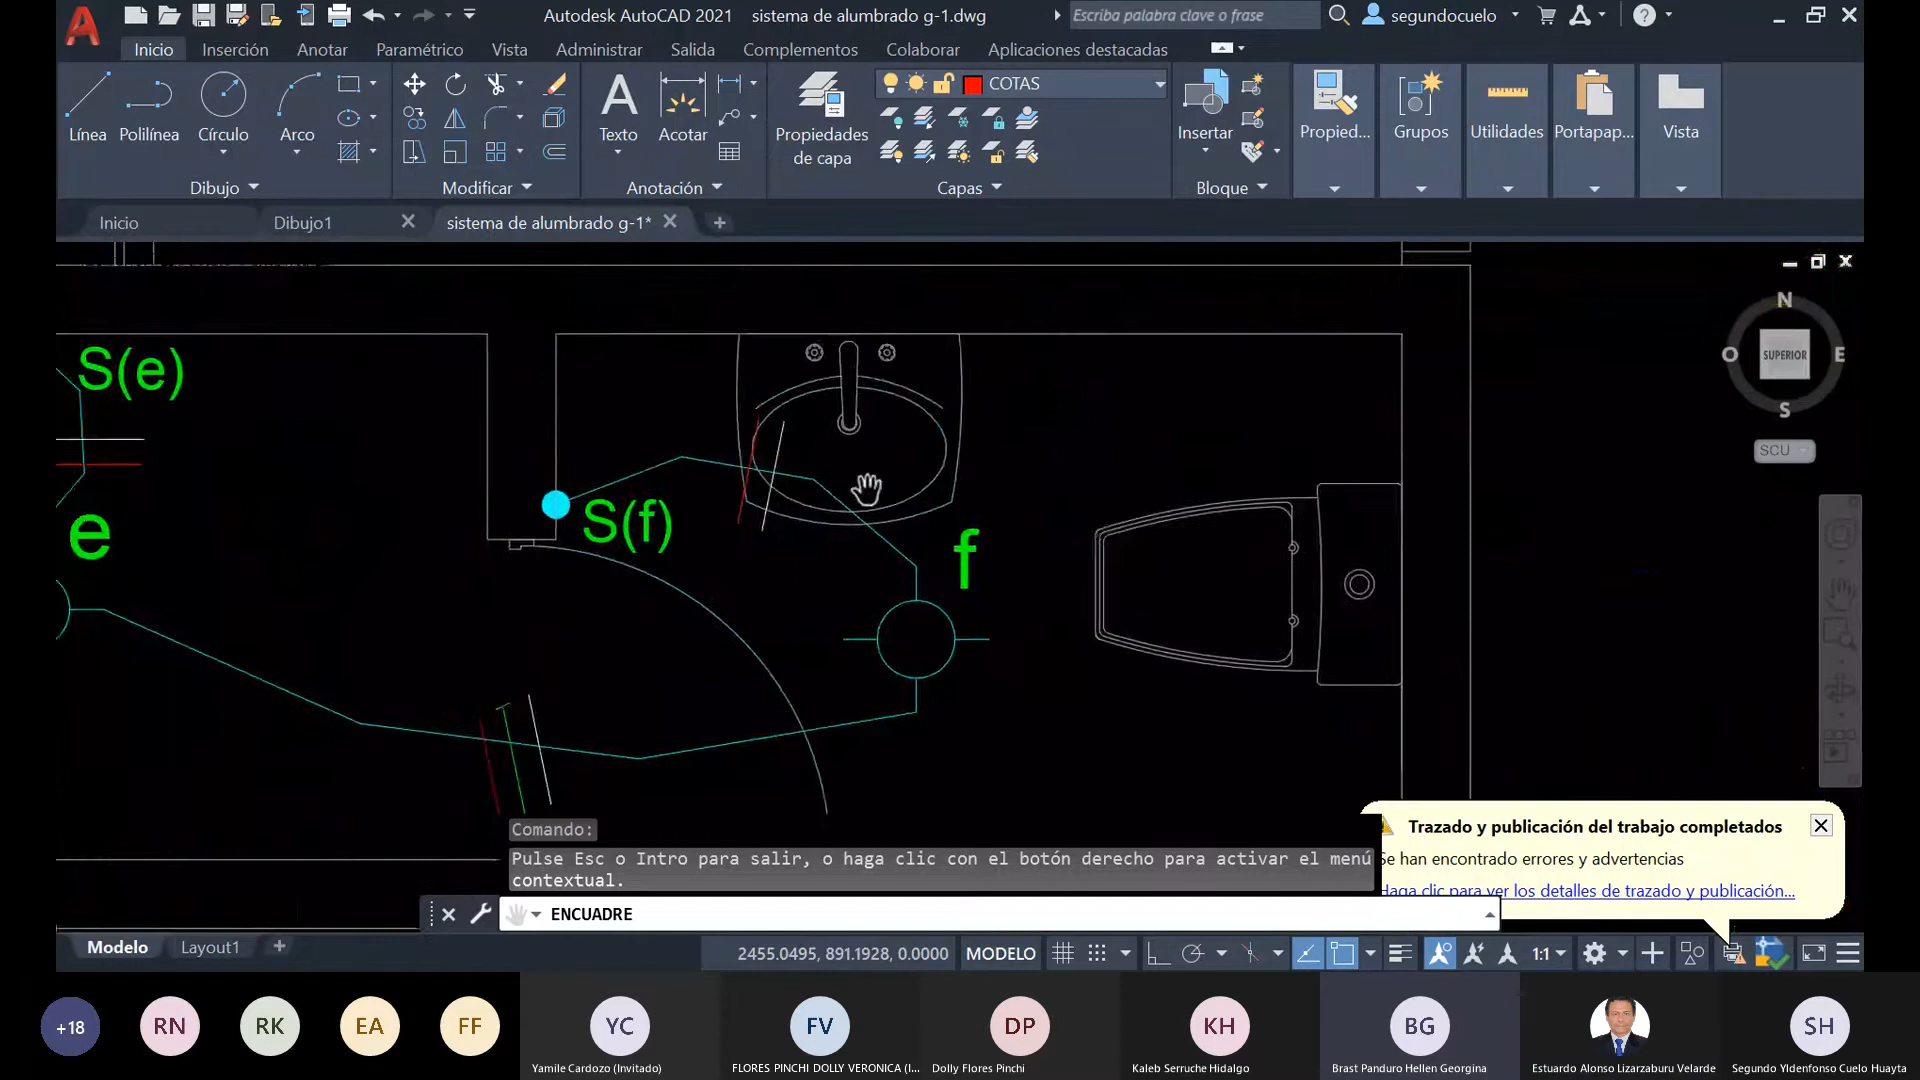 Autodesk AutoCAD 2021 sistema de alumbrado g-1.dwg
Escriba palabra clave o frase
segundocuelo
Inicio Inserción Anotar Paramétrico Vista Administrar Salida Complementos Colaborar Aplicaciones destacadas
COTAS
Línea Polilínea Círculo Arco
Texto Acotar
Propiedades
de capa
Insertar
Propied... Grupos Utilidades Portapap... Vista
Dibujo Modificar Anotación Capas Bloque
Inicio Dibujo1 sistema de alumbrado g-1*
N
O SUPERIOR E
S
SCU
S(e)
e
S(f)
f
Comando:
Pulse Esc o Intro para salir, o haga clic con el botón derecho para activar el menú
contextual.
ENCUADRE
Trazado y publicación del trabajo completados
Se han encontrado errores y advertencias
Haga clic para ver los detalles de trazado y publicación...
Modelo Layout1
2455.0495, 891.1928, 0.0000 MODELO 1:1
+18 RN RK EA FF YC FV DP KH BG SH
Yamile Cardozo (Invitado) FLORES PINCHI DOLLY VERONICA (I... Dolly Flores Pinchi Kaleb Serruche Hidalgo Brast Panduro Hellen Georgina Estuardo Alonso Lizarzaburu Velarde Segundo Yldenfonso Cuelo Huayta